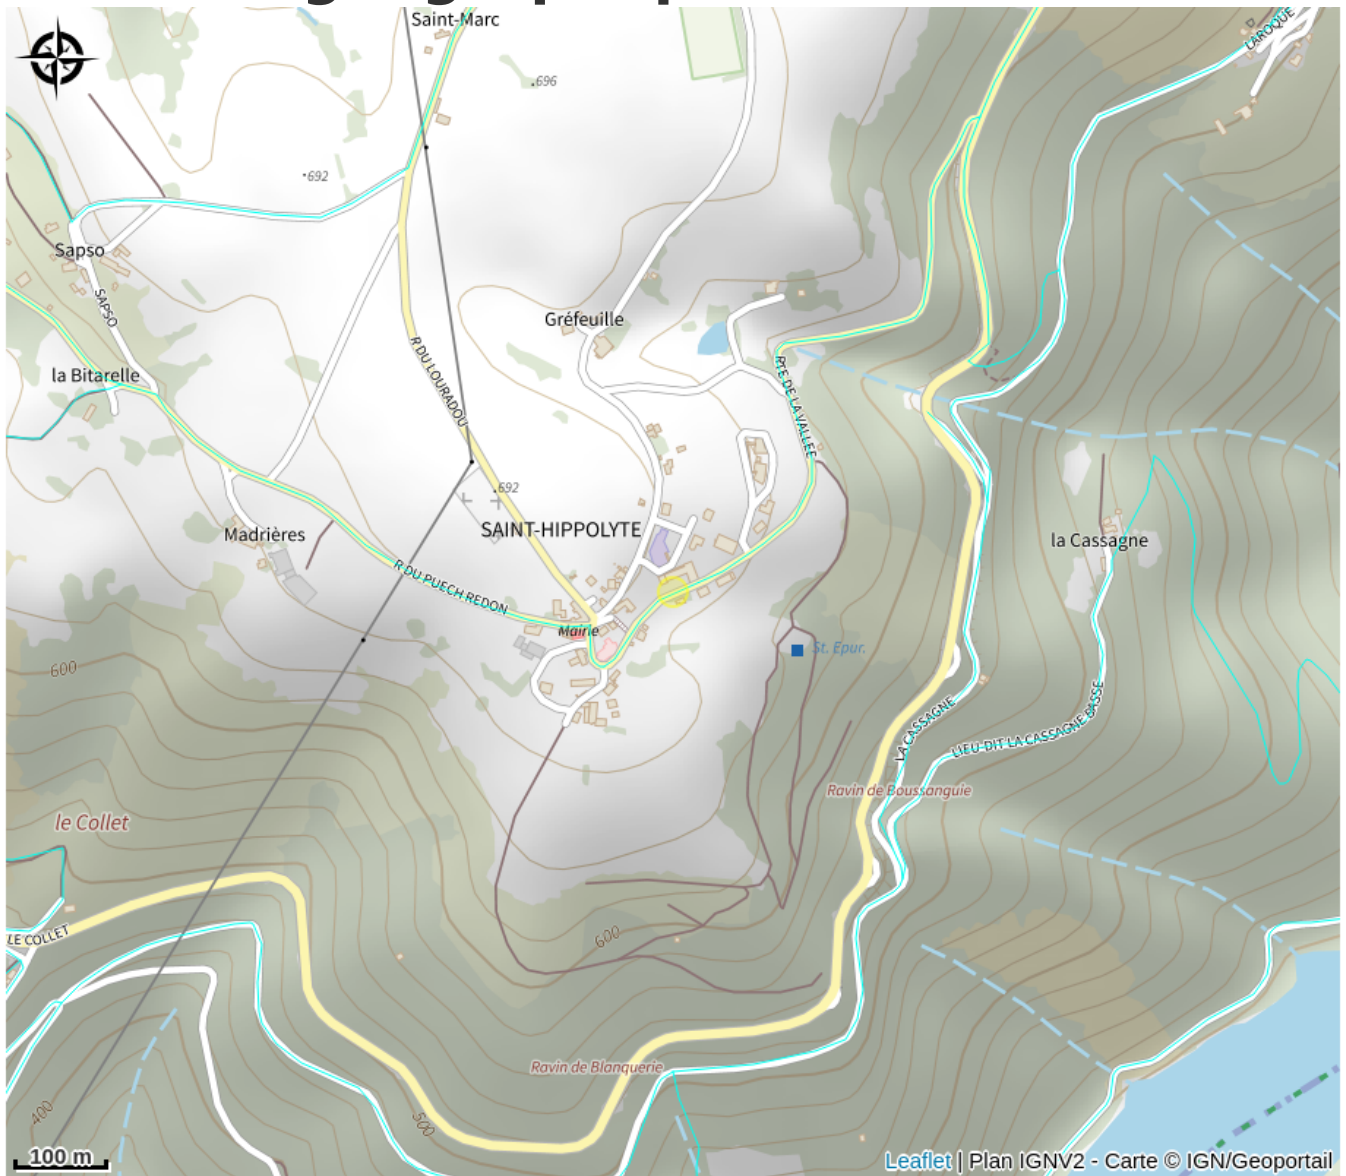 Saint-Marc
LAROQUE
696
692
Sapso
SAPSO
Gréfeuille
R DU LOURADOU
la Bitarelle
RTE DE LA VALLEE
692
SAINT-HIPPOLYTE
Madrières
la Cassagne
R DU PUECH REDON
Mairie
St. Epur.
600
LA CASSAGNE
LIEU-DIT LA CASSAGNE BASSE
Ravin de Boussanguie
le Collet
LE COLLET
600
Ravin de Blanquerie
400
500
100 m
Leaflet | Plan IGNV2 - Carte © IGN/Geoportail